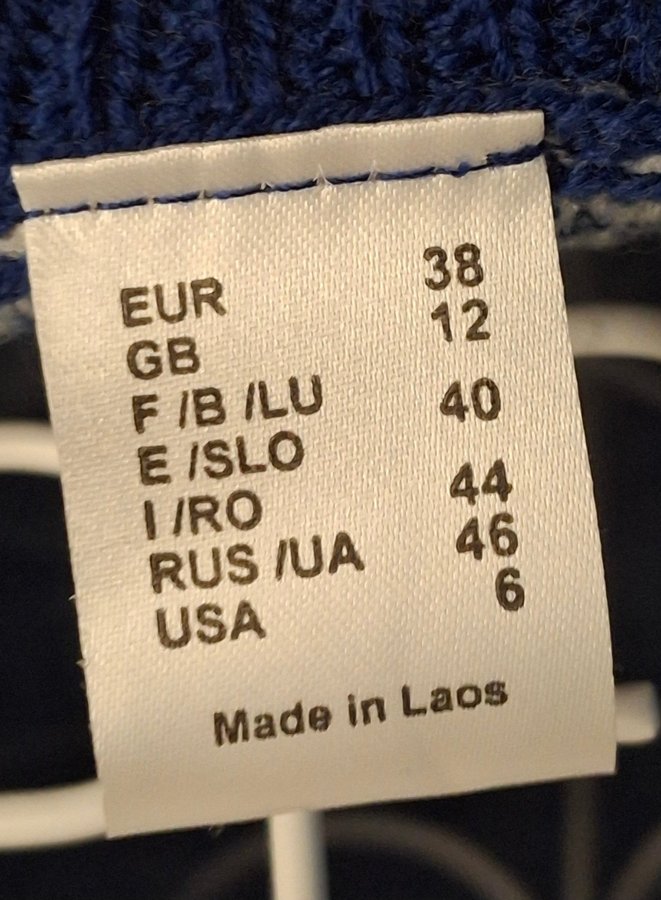 EUR 38
GB 12
F /B /LU 40
E /SLO
I /RO 44
RUS /UA 46
USA 6
Made in Laos